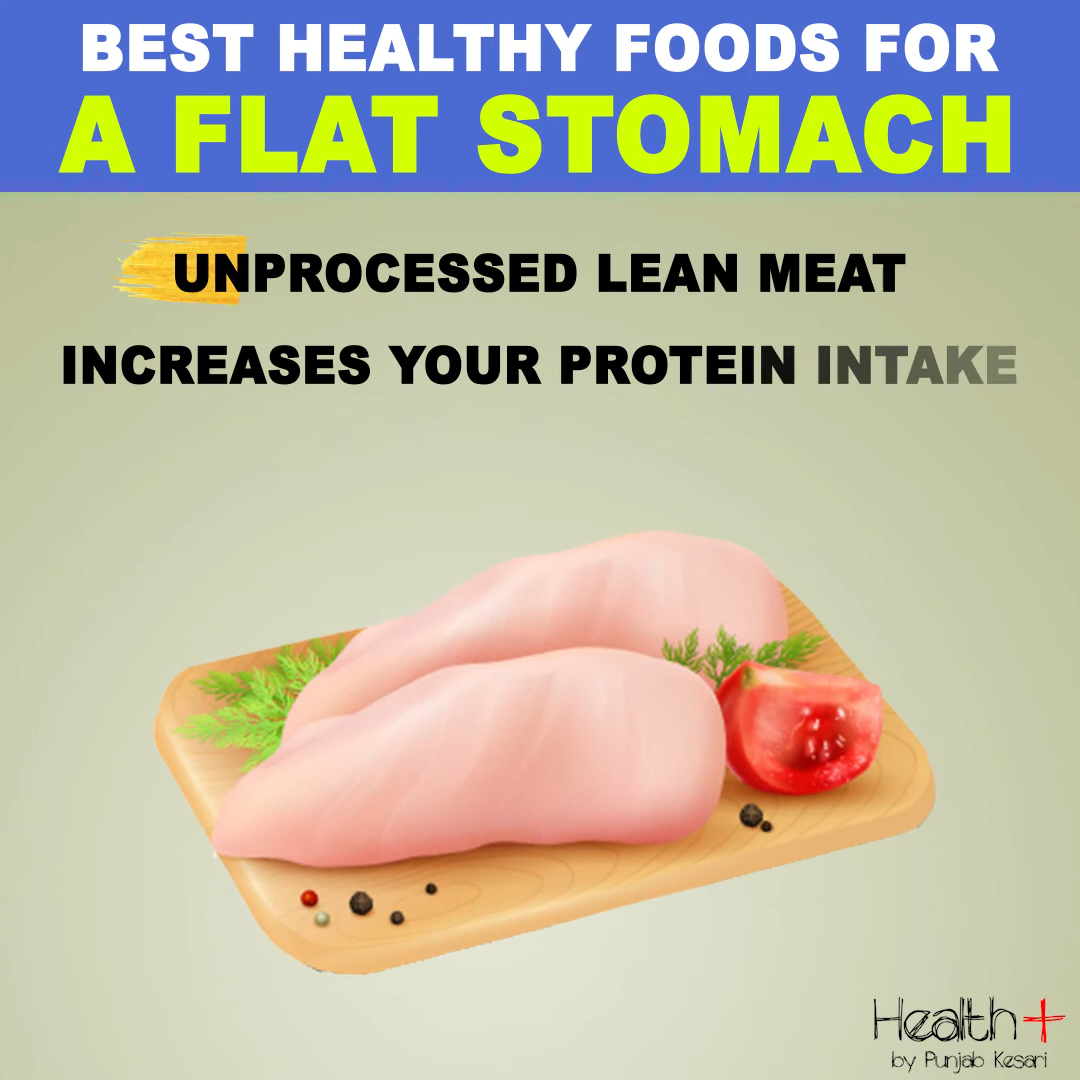 BEST HEALTHY FOODS FOR
A FLAT STOMACH
UNPROCESSED LEAN MEAT
INCREASES YOUR PROTEIN INTAKE
Health+
by Punjab Kesari